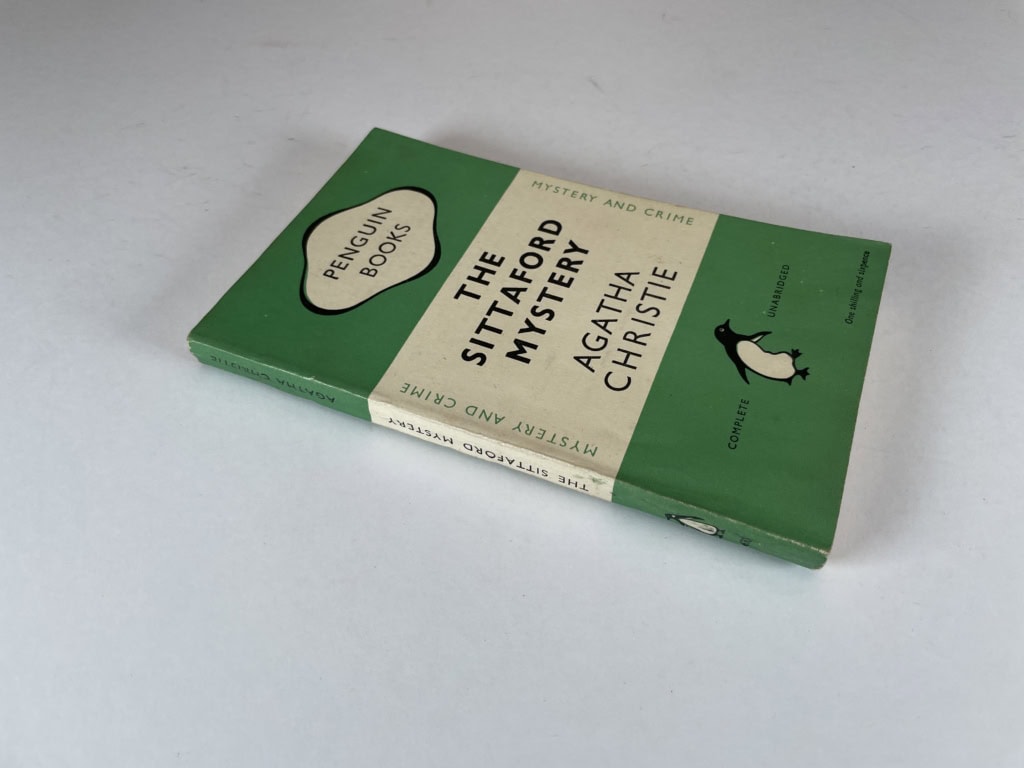 PENGUIN
BOOKS
MYSTERY AND CRIME
THE
SITTAFORD
MYSTERY
AGATHA
CHRISTIE
MYSTERY AND CRIME
COMPLETE
UNABRIDGED
One shilling and sixpence
AGATHA CHRISTIE
THE SITTAFORD MYSTERY